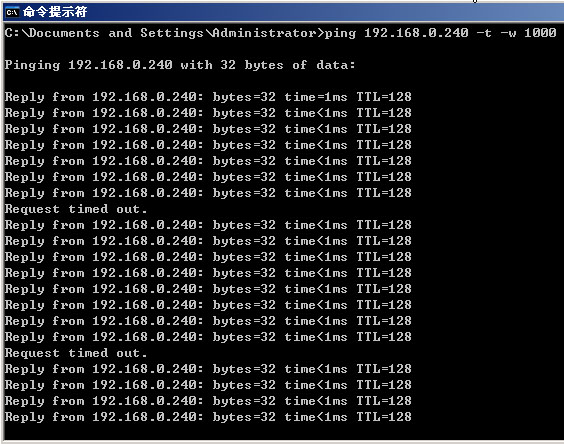 命令提示符
C:\Documents and Settings\Administrator>ping 192.168.0.240 -t -w 1000
Pinging 192.168.0.240 with 32 bytes of data:
Reply from 192.168.0.240: bytes=32 time=1ms TTL=128
Reply from 192.168.0.240: bytes=32 time<1ms TTL=128
Reply from 192.168.0.240: bytes=32 time<1ms TTL=128
Reply from 192.168.0.240: bytes=32 time<1ms TTL=128
Reply from 192.168.0.240: bytes=32 time<1ms TTL=128
Reply from 192.168.0.240: bytes=32 time<1ms TTL=128
Reply from 192.168.0.240: bytes=32 time<1ms TTL=128
Request timed out.
Reply from 192.168.0.240: bytes=32 time<1ms TTL=128
Reply from 192.168.0.240: bytes=32 time<1ms TTL=128
Reply from 192.168.0.240: bytes=32 time<1ms TTL=128
Reply from 192.168.0.240: bytes=32 time<1ms TTL=128
Reply from 192.168.0.240: bytes=32 time<1ms TTL=128
Reply from 192.168.0.240: bytes=32 time<1ms TTL=128
Reply from 192.168.0.240: bytes=32 time<1ms TTL=128
Reply from 192.168.0.240: bytes=32 time<1ms TTL=128
Request timed out.
Reply from 192.168.0.240: bytes=32 time<1ms TTL=128
Reply from 192.168.0.240: bytes=32 time<1ms TTL=128
Reply from 192.168.0.240: bytes=32 time<1ms TTL=128
Reply from 192.168.0.240: bytes=32 time<1ms TTL=128